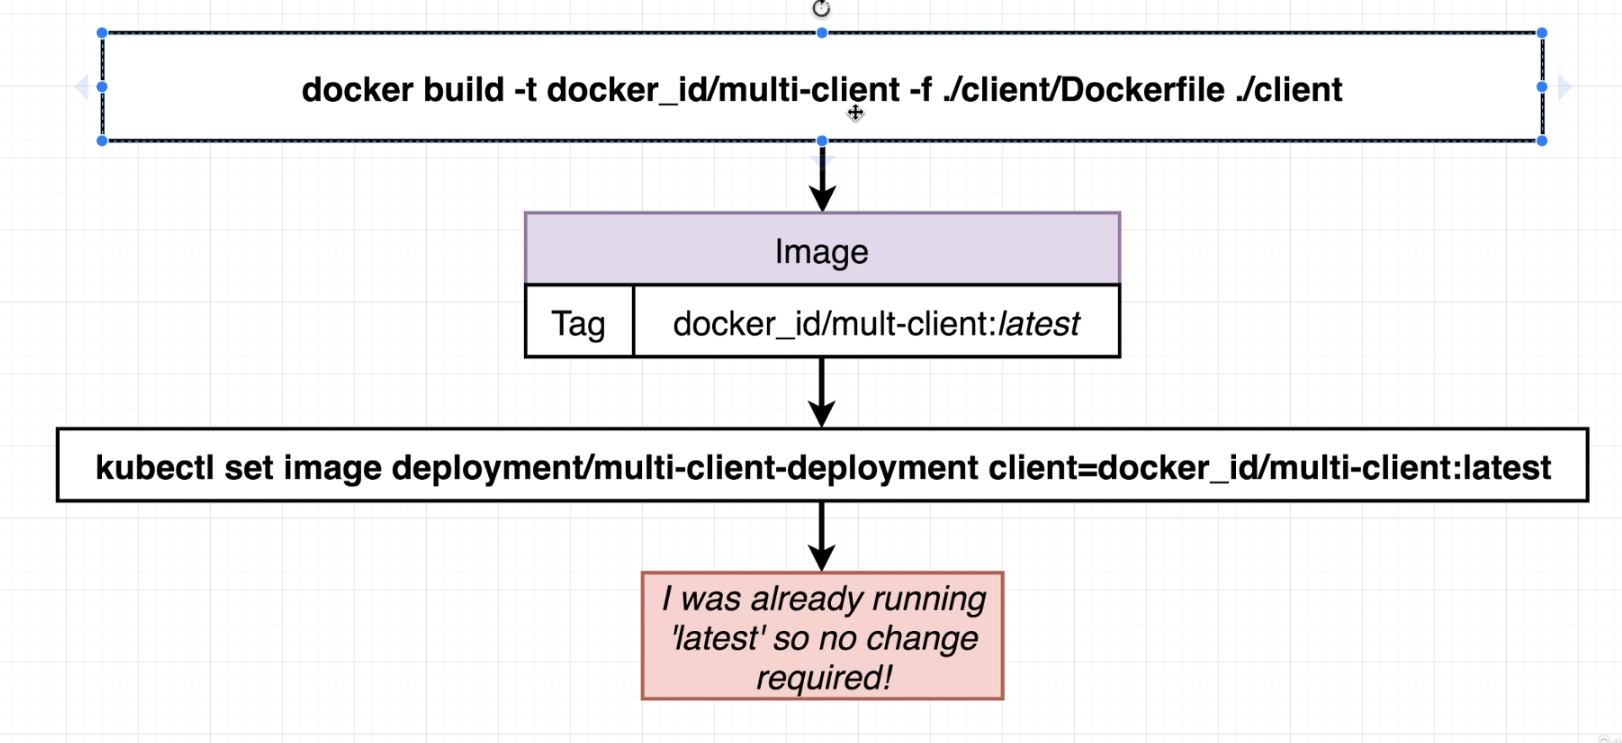 docker build -t docker_id/multi-client -f ./client/Dockerfile ./client
Image
Tag
docker_id/mult-client:latest
kubectl set image deployment/multi-client-deployment client=docker_id/multi-client:latest
I was already running
'latest' so no change
required!